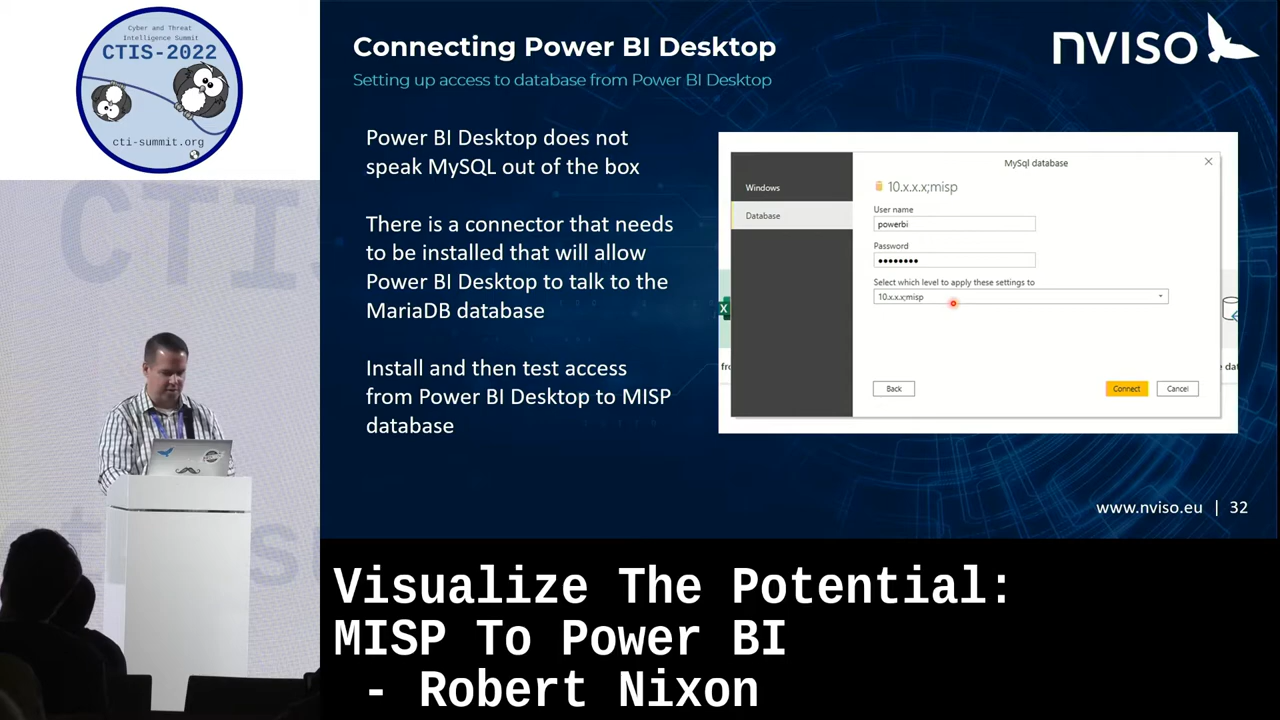 Cyber and Threat
Intelligence Summit
CTIS-2022
cti-summit.org
Connecting Power BI Desktop
Setting up access to database from Power BI Desktop
nviso
Power BI Desktop does not
speak MySQL out of the box
There is a connector that needs
to be installed that will allow
Power BI Desktop to talk to the
MariaDB database
Install and then test access
from Power BI Desktop to MISP
database
MySql database
Windows
Database
10.x.x.x;misp
User name
powerbi
Password
••••••••
Select which level to apply these settings to
10.x.x.x;misp
Back
Connect
Cancel
www.nviso.eu | 32
CTIS
Visualize The Potential:
MISP To Power BI
- Robert Nixon